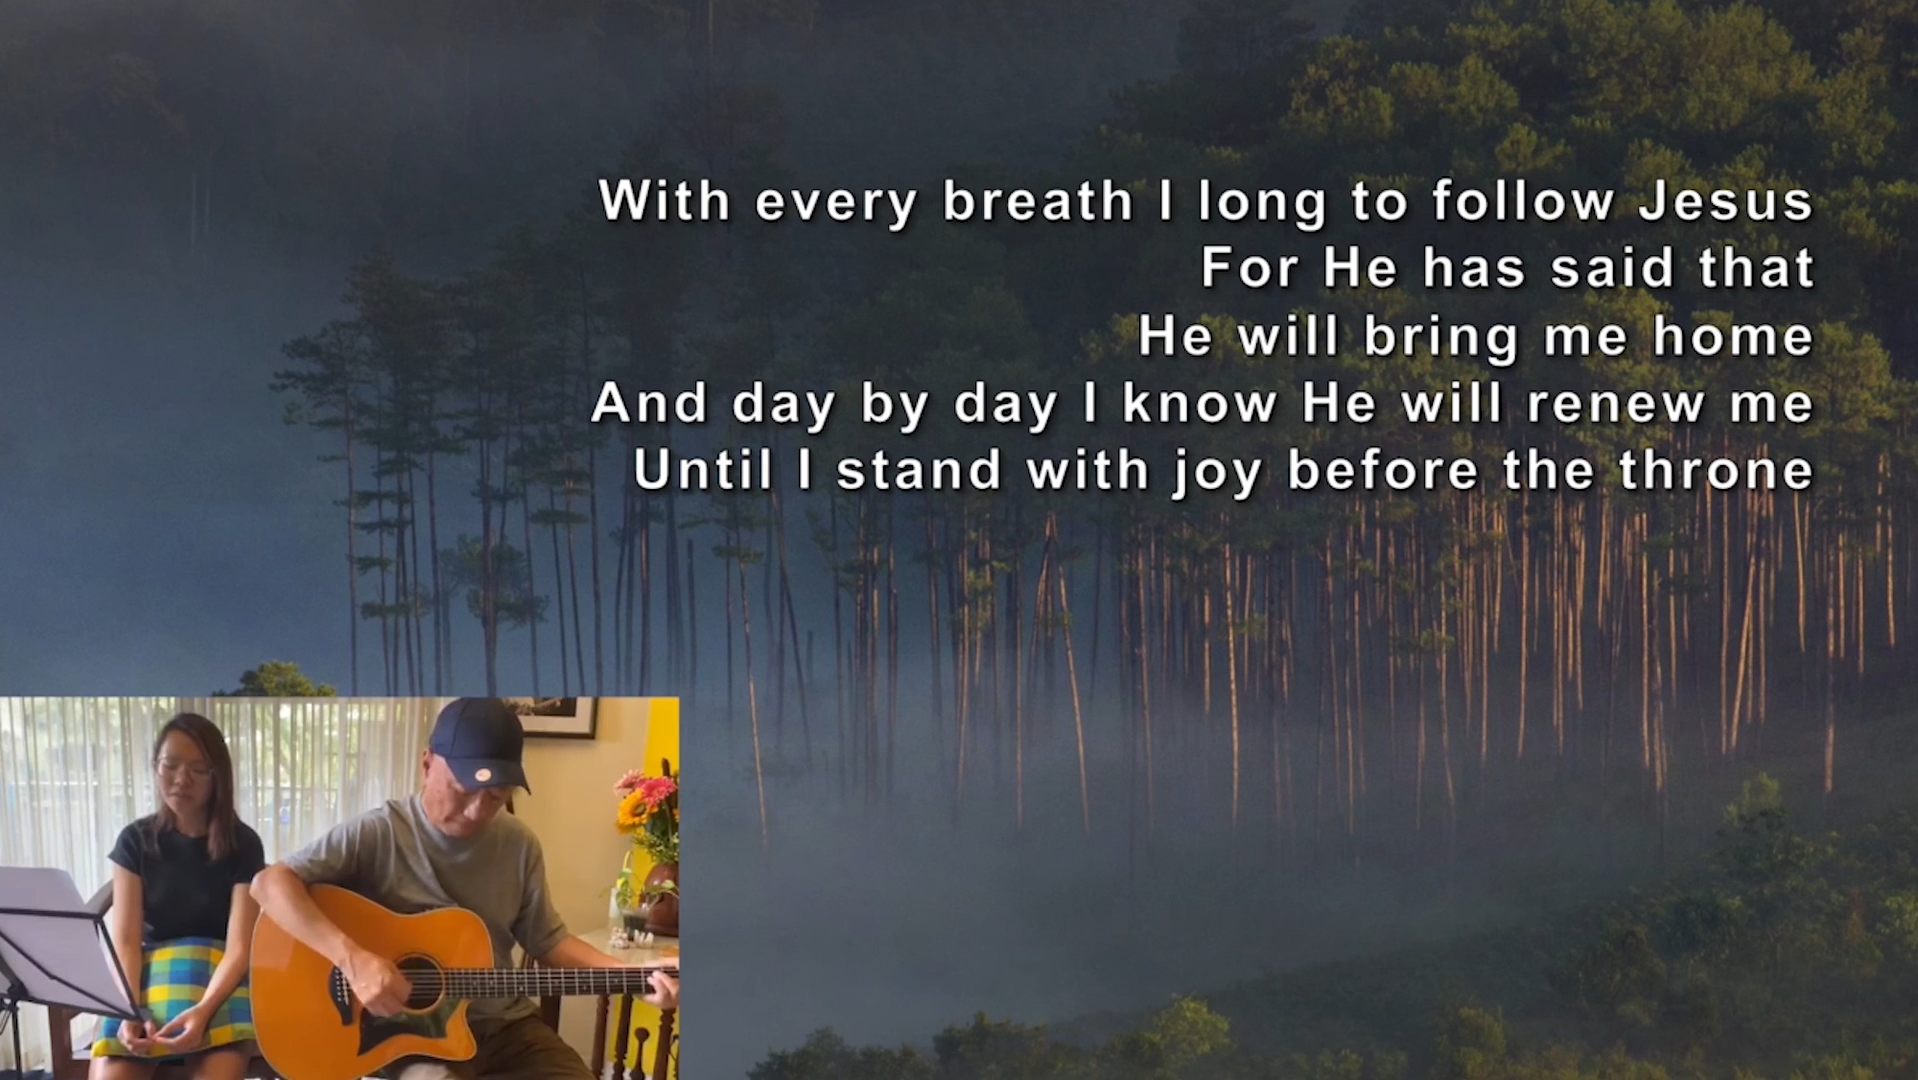 With every breath I long to follow Jesus
For He has said that
He will bring me home
And day by day I know He will renew me
Until I stand with joy before the throne